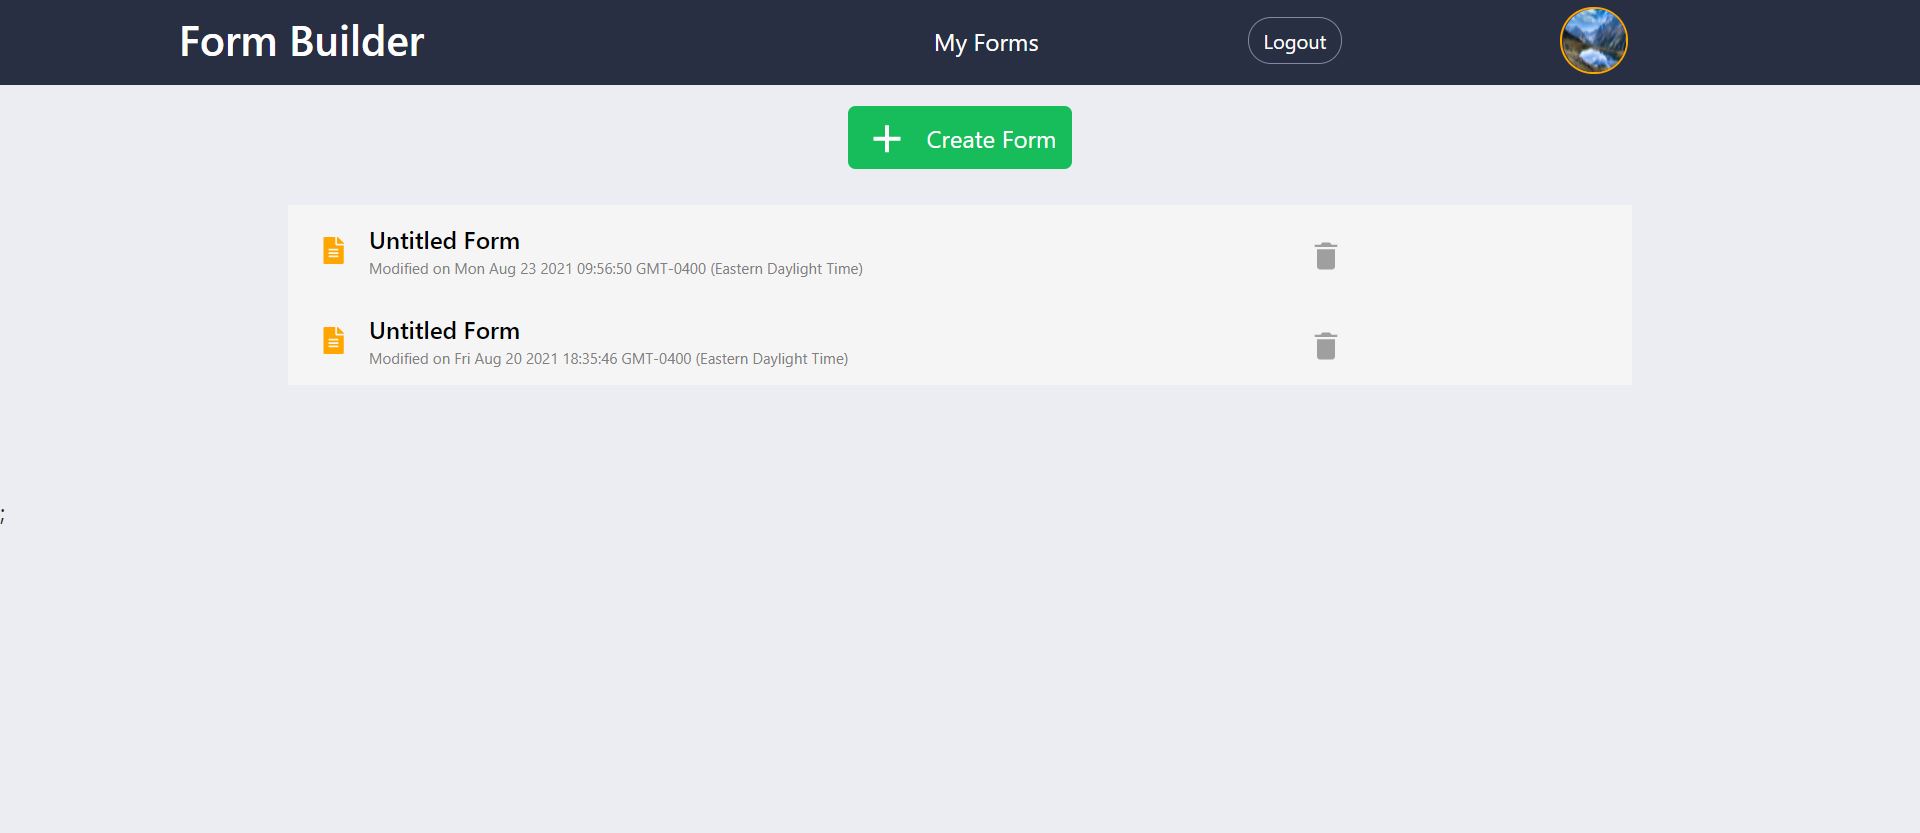 Form Builder
My Forms
Logout
Create Form
Untitled Form
Modified on Mon Aug 23 2021 09:56:50 GMT-0400 (Eastern Daylight Time)
Untitled Form
Modified on Fri Aug 20 2021 18:35:46 GMT-0400 (Eastern Daylight Time)
;